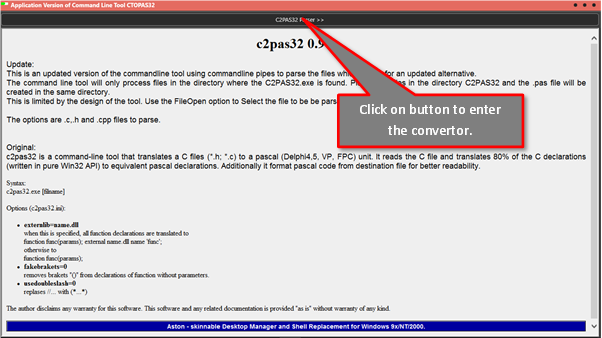 Application Version of Command Line Tool CTOPAS32
C2PAS32 Parser >>
c2pas32 0.9
Update:
This is an updated version of the commandline tool using commandline pipes to parse the files for an updated alternative.
The command line will only process files in the directory where the C2PAS32.exe is found. files in the directory C2PAS32 and the .pas file will be
created in the same directory.
This is limited by the design of the tool. Use the FileOpen option to Select the file to be be
The options are .c,.h and .cpp files to parse.
Click on button to enter
the convertor.
Original:
c2pas32 is a command-line tool that translates a C files (*.h; *.c) to a pascal (Delphi4,5, VP, FPC) unit. It reads the C file and translates 80% of the C declarations
(written in pure Win32 API) to equivalent pascal declarations. Additionally it format pascal code from destination file for better readability.
Syntax:
c2pas32.exe [filname]
Options (c2pas32.ini):
• externlib=name.dll
when this is specified, all function declarations are translated to
function func(params); external name.dll name 'func';
otherwise to
function func(params);
• fakebrakets=0
removes brakets "()" from declarations of function without parameters.
• usedoubleslash=0
replases //... with (*...*)
The author disclaims any warranty for this software. This software and any related documentation is provided "as is" without warranty of any kind.
Aston - skinnable Desktop Manager and Shell Replacement for Windows 9x/NT/2000.